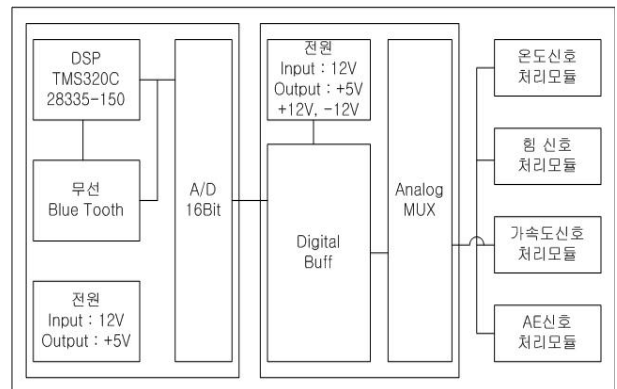 DSP
TMS320C
28335-150
무선
Blue Tooth
전원
Input : 12V
Output : +5V
A/D
16Bit
전원
Input : 12V
Output : +5V
+12V, -12V
Digital
Buff
Analog
MUX
온도신호
처리모듈
힘 신호
처리모듈
가속도신호
처리모듈
AE신호
처리모듈